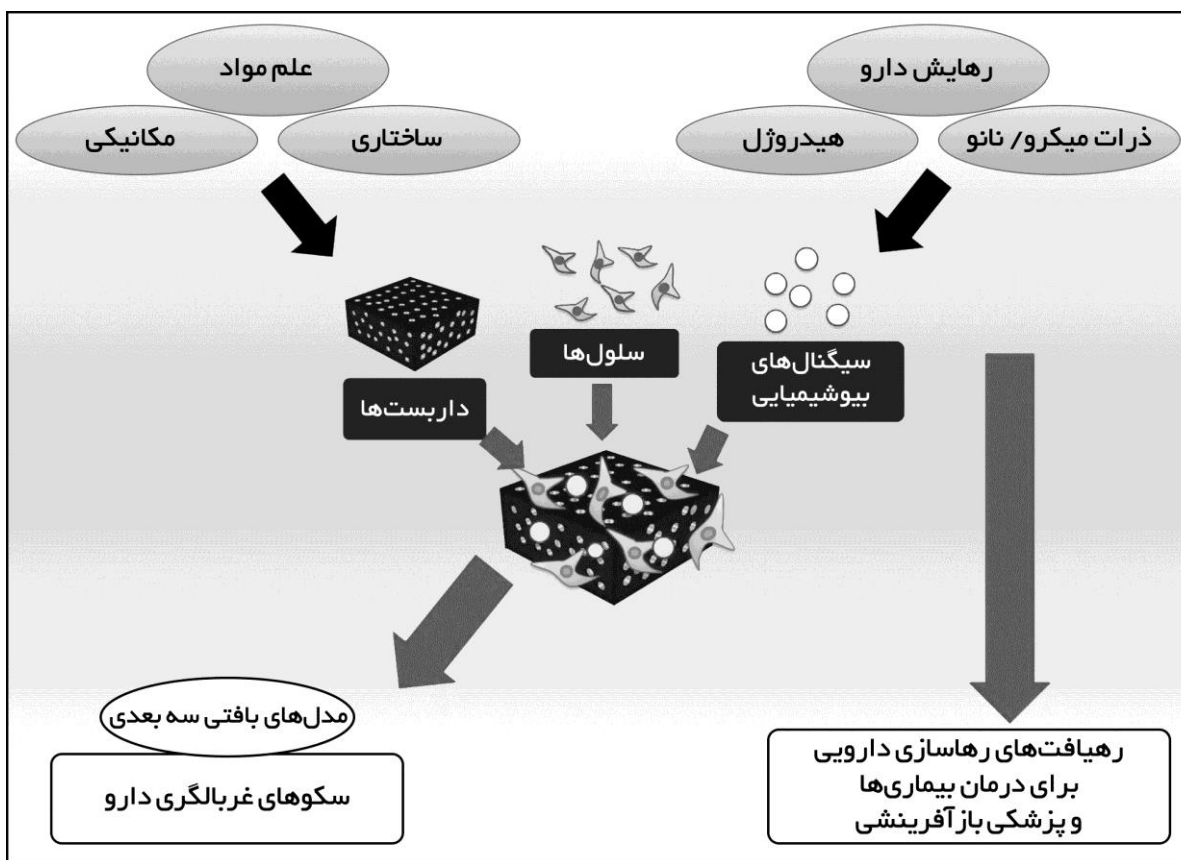 رهایش دارو
ذرات میکرو/ نانو
هیدروژل
علم مواد
ساختاری
مکانیکی
سیگنال‌های
بیوشیمیایی
سلول‌ها
داربست‌ها
رهیافت‌های رهاسازی دارویی
برای درمان بیماری‌ها
و پزشکی بازآفرینشی
مدل‌های بافتی سه بعدی
سکوهای غربالگری دارو